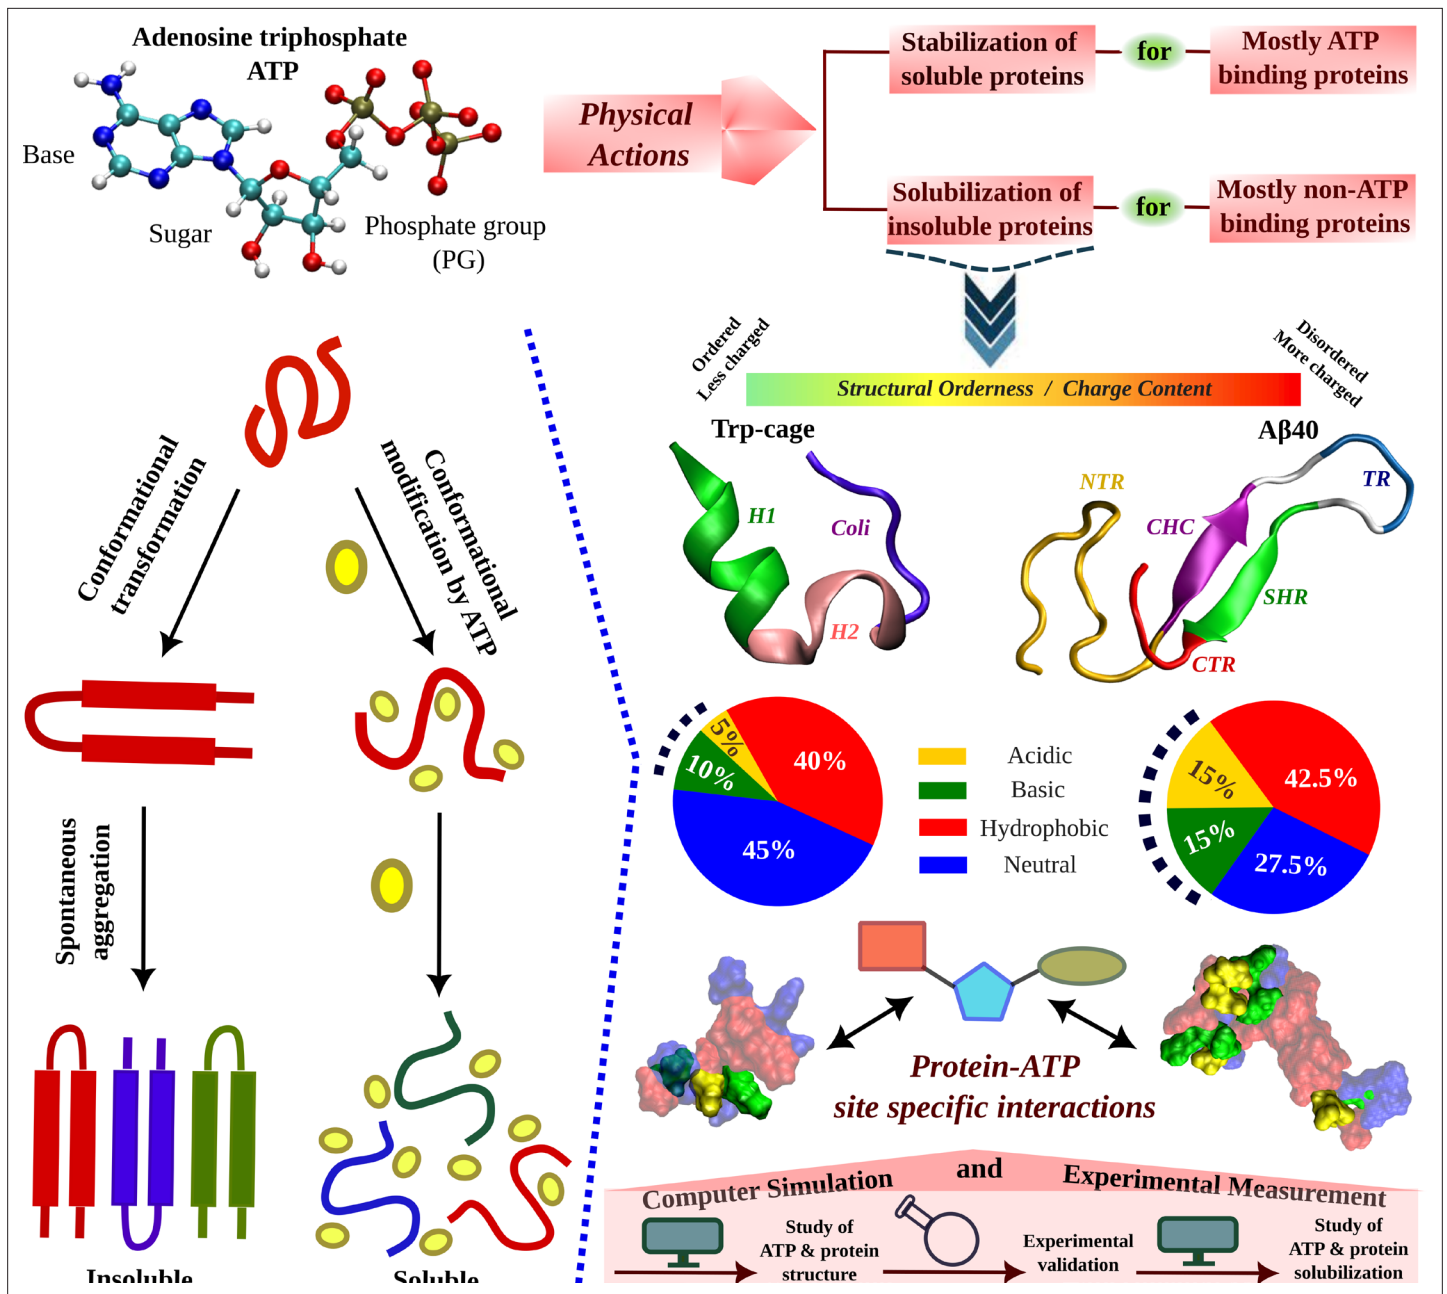 Adenosine triphosphate
ATP
Base
Sugar
Phosphate group
(PG)
Physical
Actions
Stabilization of
soluble proteins
for
Mostly ATP
binding proteins
Solubilization of
insoluble proteins
for
Mostly non-ATP
binding proteins
Ordered
Less charged
Disordered
More charged
Structural Orderness / Charge Content
Trp-cage
Aβ40
H1
Coli
H2
NTR
CHC
TR
SHR
CTR
Conformational
transformation
Conformational
modification by ATP
5%
10%
40%
45%
Acidic
Basic
Hydrophobic
Neutral
15%
15%
42.5%
27.5%
Spontaneous
aggregation
Insoluble
Soluble
Protein-ATP
site specific interactions
Computer Simulation
and
Experimental Measurement
Study of
ATP & protein
structure
Experimental
validation
Study of
ATP & protein
solubilization